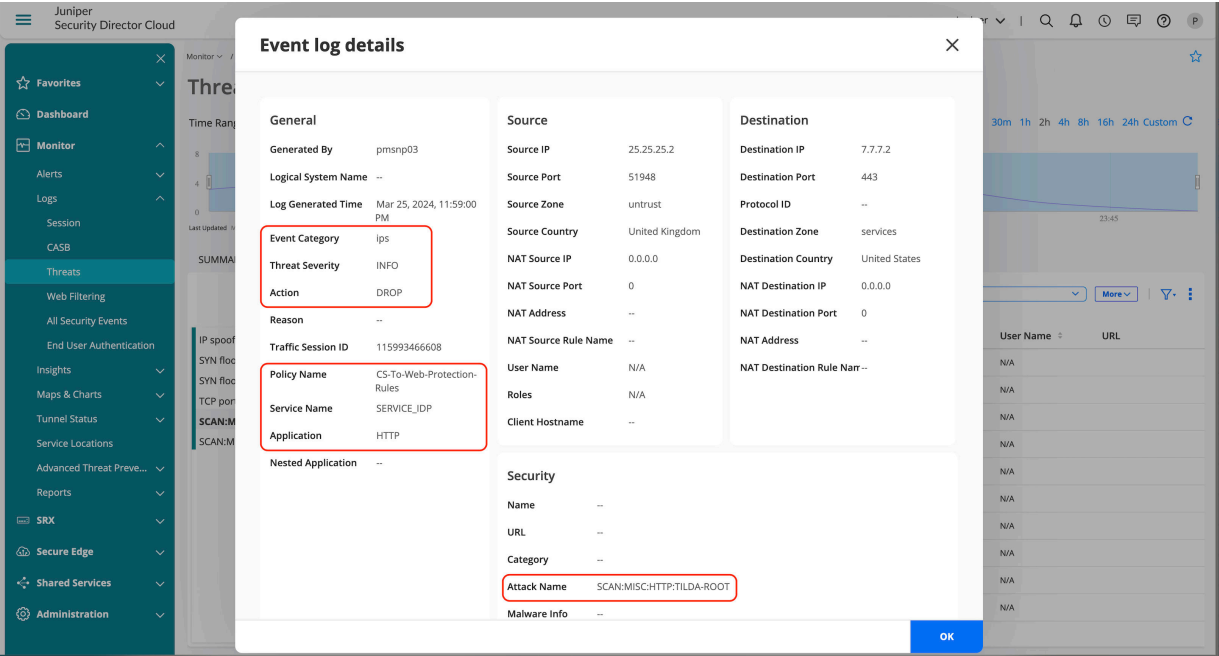 Juniper
Security Director Cloud
Favorites
Dashboard
Monitor
Alerts
Logs
Session
CASB
Threats
Web Filtering
All Security Events
End User Authentication
Insights
Maps & Charts
Tunnel Status
Service Locations
Advanced Threat Preve...
Reports
SRX
Secure Edge
Shared Services
Administration
Monitor /
Time Rang
8
4
0
Last Updated
SUMMA
IP spoof
SYN floo
SYN floo
TCP por
SCAN:M
SCAN:M
Event log details
General
Generated By pmsnp03
Logical System Name --
Log Generated Time Mar 25, 2024, 11:59:00
PM
Event Category ips
Threat Severity INFO
Action DROP
Reason --
Traffic Session ID 115993466608
Policy Name CS-To-Web-Protection-
Rules
Service Name SERVICE_IDP
Application HTTP
Nested Application --
Source
Source IP 25.25.25.2
Source Port 51948
Source Zone untrust
Source Country United Kingdom
NAT Source IP 0.0.0.0
NAT Source Port 0
NAT Address --
NAT Source Rule Name --
User Name N/A
Roles N/A
Client Hostname --
Destination
Destination IP 7.7.7.2
Destination Port 443
Protocol ID --
Destination Zone services
Destination Country United States
NAT Destination IP 0.0.0.0
NAT Destination Port 0
NAT Address --
NAT Destination Rule Nam --
Security
Name --
URL --
Category --
Attack Name SCAN:MISC:HTTP:TILDA-ROOT
Malware Info --
OK
P
30m 1h 2h 4h 8h 16h 24h Custom
23:45
More
User Name URL
N/A
N/A
N/A
N/A
N/A
N/A
N/A
N/A
N/A
N/A